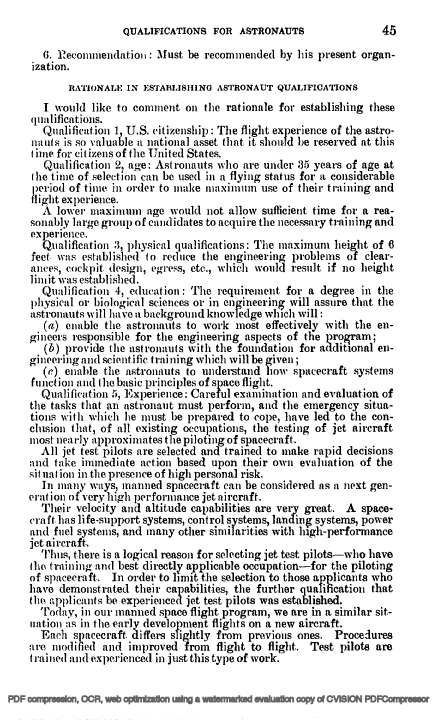 QUALIFICATIONS FOR ASTRONAUTS 45
6. Recommendation: Must be recommended by his present organ-
ization.
RATIONALE IN ESTABLISHING ASTRONAUT QUALIFICATIONS
I would like to comment on the rationale for establishing these
qualifications.
Qualification 1, U.S. citizenship: The flight experience of the astro-
nauts is so valuable a national asset that it should be reserved at this
time for citizens of the United States.
Qualification 2, age: Astronauts who are under 35 years of age at
the time of selection can be used in a flying status for a considerable
period of time in order to make maximum use of their training and
flight experience.
A lower maximum age would not allow sufficient time for a rea-
sonably large group of candidates to acquire the necessary training and
experience.
Qualification 3, physical qualifications: The maximum height of 6
feet was established to reduce the engineering problems of clear-
ances, cockpit design, egress, etc., which would result if no height
limit was established.
Qualification 4, education: The requirement for a degree in the
physical or biological sciences or in engineering will assure that the
astronauts will have a background knowledge which will:
(a) enable the astronauts to work most effectively with the en-
gineers responsible for the engineering aspects of the program;
(b) provide the astronauts with the foundation for additional en-
gineering and scientific training which will be given;
(c) enable the astronauts to understand how spacecraft systems
function and the basic principles of space flight.
Qualification 5, Experience: Careful examination and evaluation of
the tasks that an astronaut must perform, and the emergency situa-
tions with which he must be prepared to cope, have led to the con-
clusion that, of all existing occupations, the testing of jet aircraft
most nearly approximates the piloting of spacecraft.
All jet test pilots are selected and trained to make rapid decisions
and take immediate action based upon their own evaluation of the
situation in the presence of high personal risk.
In many ways, manned spacecraft can be considered as a next gen-
eration of very high performance jet aircraft.
Their velocity and altitude capabilities are very great. A space-
craft has life-support systems, control systems, landing systems, power
and fuel systems, and many other similarities with high-performance
jet aircraft.
Thus, there is a logical reason for selecting jet test pilots—who have
the training and best directly applicable occupation—for the piloting
of spacecraft. In order to limit the selection to those applicants who
have demonstrated their capabilities, the further qualification that
the applicants be experienced jet test pilots was established.
Today, in our manned space flight program, we are in a similar sit-
uation as in the early development flights on a new aircraft.
Each spacecraft differs slightly from previous ones. Procedures
are modified and improved from flight to flight. Test pilots are
trained and experienced in just this type of work.
PDF compression, OCR, web optimization using a watermarked evaluation copy of CVISION PDFCompressor